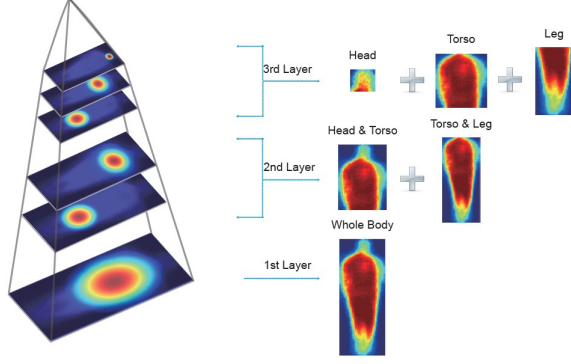 Head
Torso
Leg
3rd Layer
Head & Torso
Torso & Leg
2nd Layer
Whole Body
1st Layer